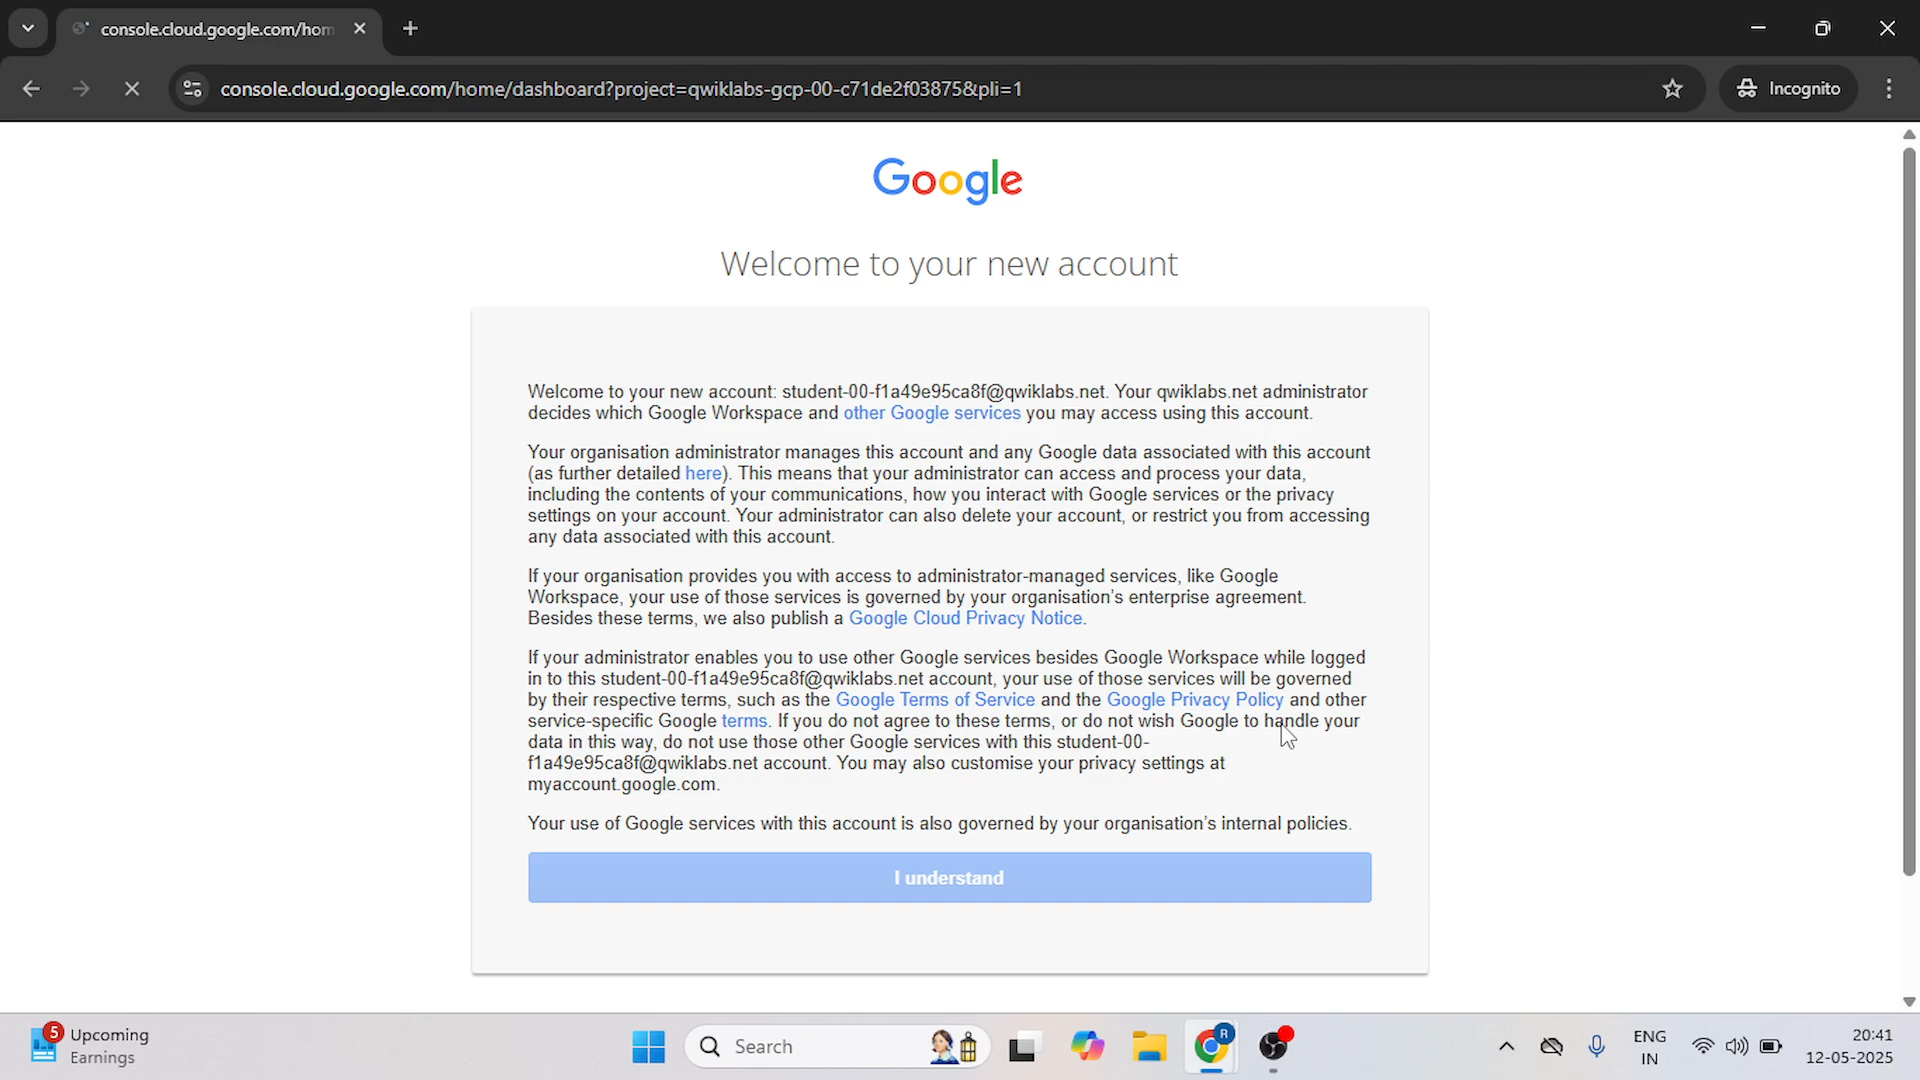 console.cloud.google.com/hom
console.cloud.google.com/home/dashboard?project=qwiklabs-gcp-00-c71de2f03875&pli=1
Incognito
Google
Welcome to your new account
Welcome to your new account: student-00-f1a49e95ca8f@qwiklabs.net. Your qwiklabs.net administrator
decides which Google Workspace and other Google services you may access using this account.
Your organisation administrator manages this account and any Google data associated with this account
(as further detailed here). This means that your administrator can access and process your data,
including the contents of your communications, how you interact with Google services or the privacy
settings on your account. Your administrator can also delete your account, or restrict you from accessing
any data associated with this account.
If your organisation provides you with access to administrator-managed services, like Google
Workspace, your use of those services is governed by your organisation's enterprise agreement.
Besides these terms, we also publish a Google Cloud Privacy Notice.
If your administrator enables you to use other Google services besides Google Workspace while logged
in to this student-00-f1a49e95ca8f@qwiklabs.net account, your use of those services will be governed
by their respective terms, such as the Google Terms of Service and the Google Privacy Policy and other
service-specific Google terms. If you do not agree to these terms, or do not wish Google to handle your
data in this way, do not use those other Google services with this student-00-
f1a49e95ca8f@qwiklabs.net account. You may also customise your privacy settings at
myaccount.google.com.
Your use of Google services with this account is also governed by your organisation's internal policies.
I understand
5
Upcoming
Earnings
Search
R
ENG
IN
20:41
12-05-2025